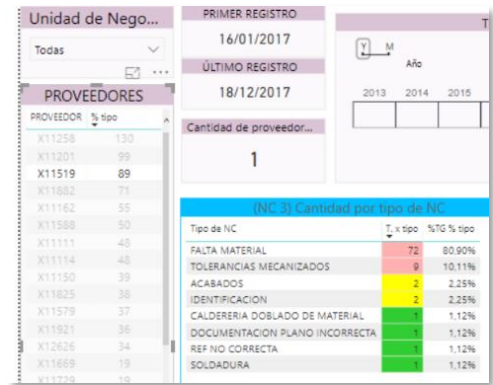 Unidad de Nego...
Todas
PROVEEDORES
PROVEEDOR % tipo
X11258 130
X11201 99
X11519 89
X11882 71
X11162 55
X11588 50
X11111 48
X11114 48
X11150 39
X11825 38
X11579 37
X11921 36
X12626 34
X11669 19
X11729 19
PRIMER REGISTRO
16/01/2017
ÚLTIMO REGISTRO
18/12/2017
Cantidad de proveedor...
1
T
Y M
Año
2013 2014 2015
(NC 3) Cantidad por tipo de NC
Tipo de NC T. x tipo %TG % tipo
FALTA MATERIAL 72 80,90%
TOLERANCIAS MECANIZADOS 9 10,11%
ACABADOS 2 2,25%
IDENTIFICACION 2 2,25%
CALDERERIA DOBLADO DE MATERIAL 1 1,12%
DOCUMENTACION PLANO INCORRECTA 1 1,12%
REF NO CORRECTA 1 1,12%
SOLDADURA 1 1,12%